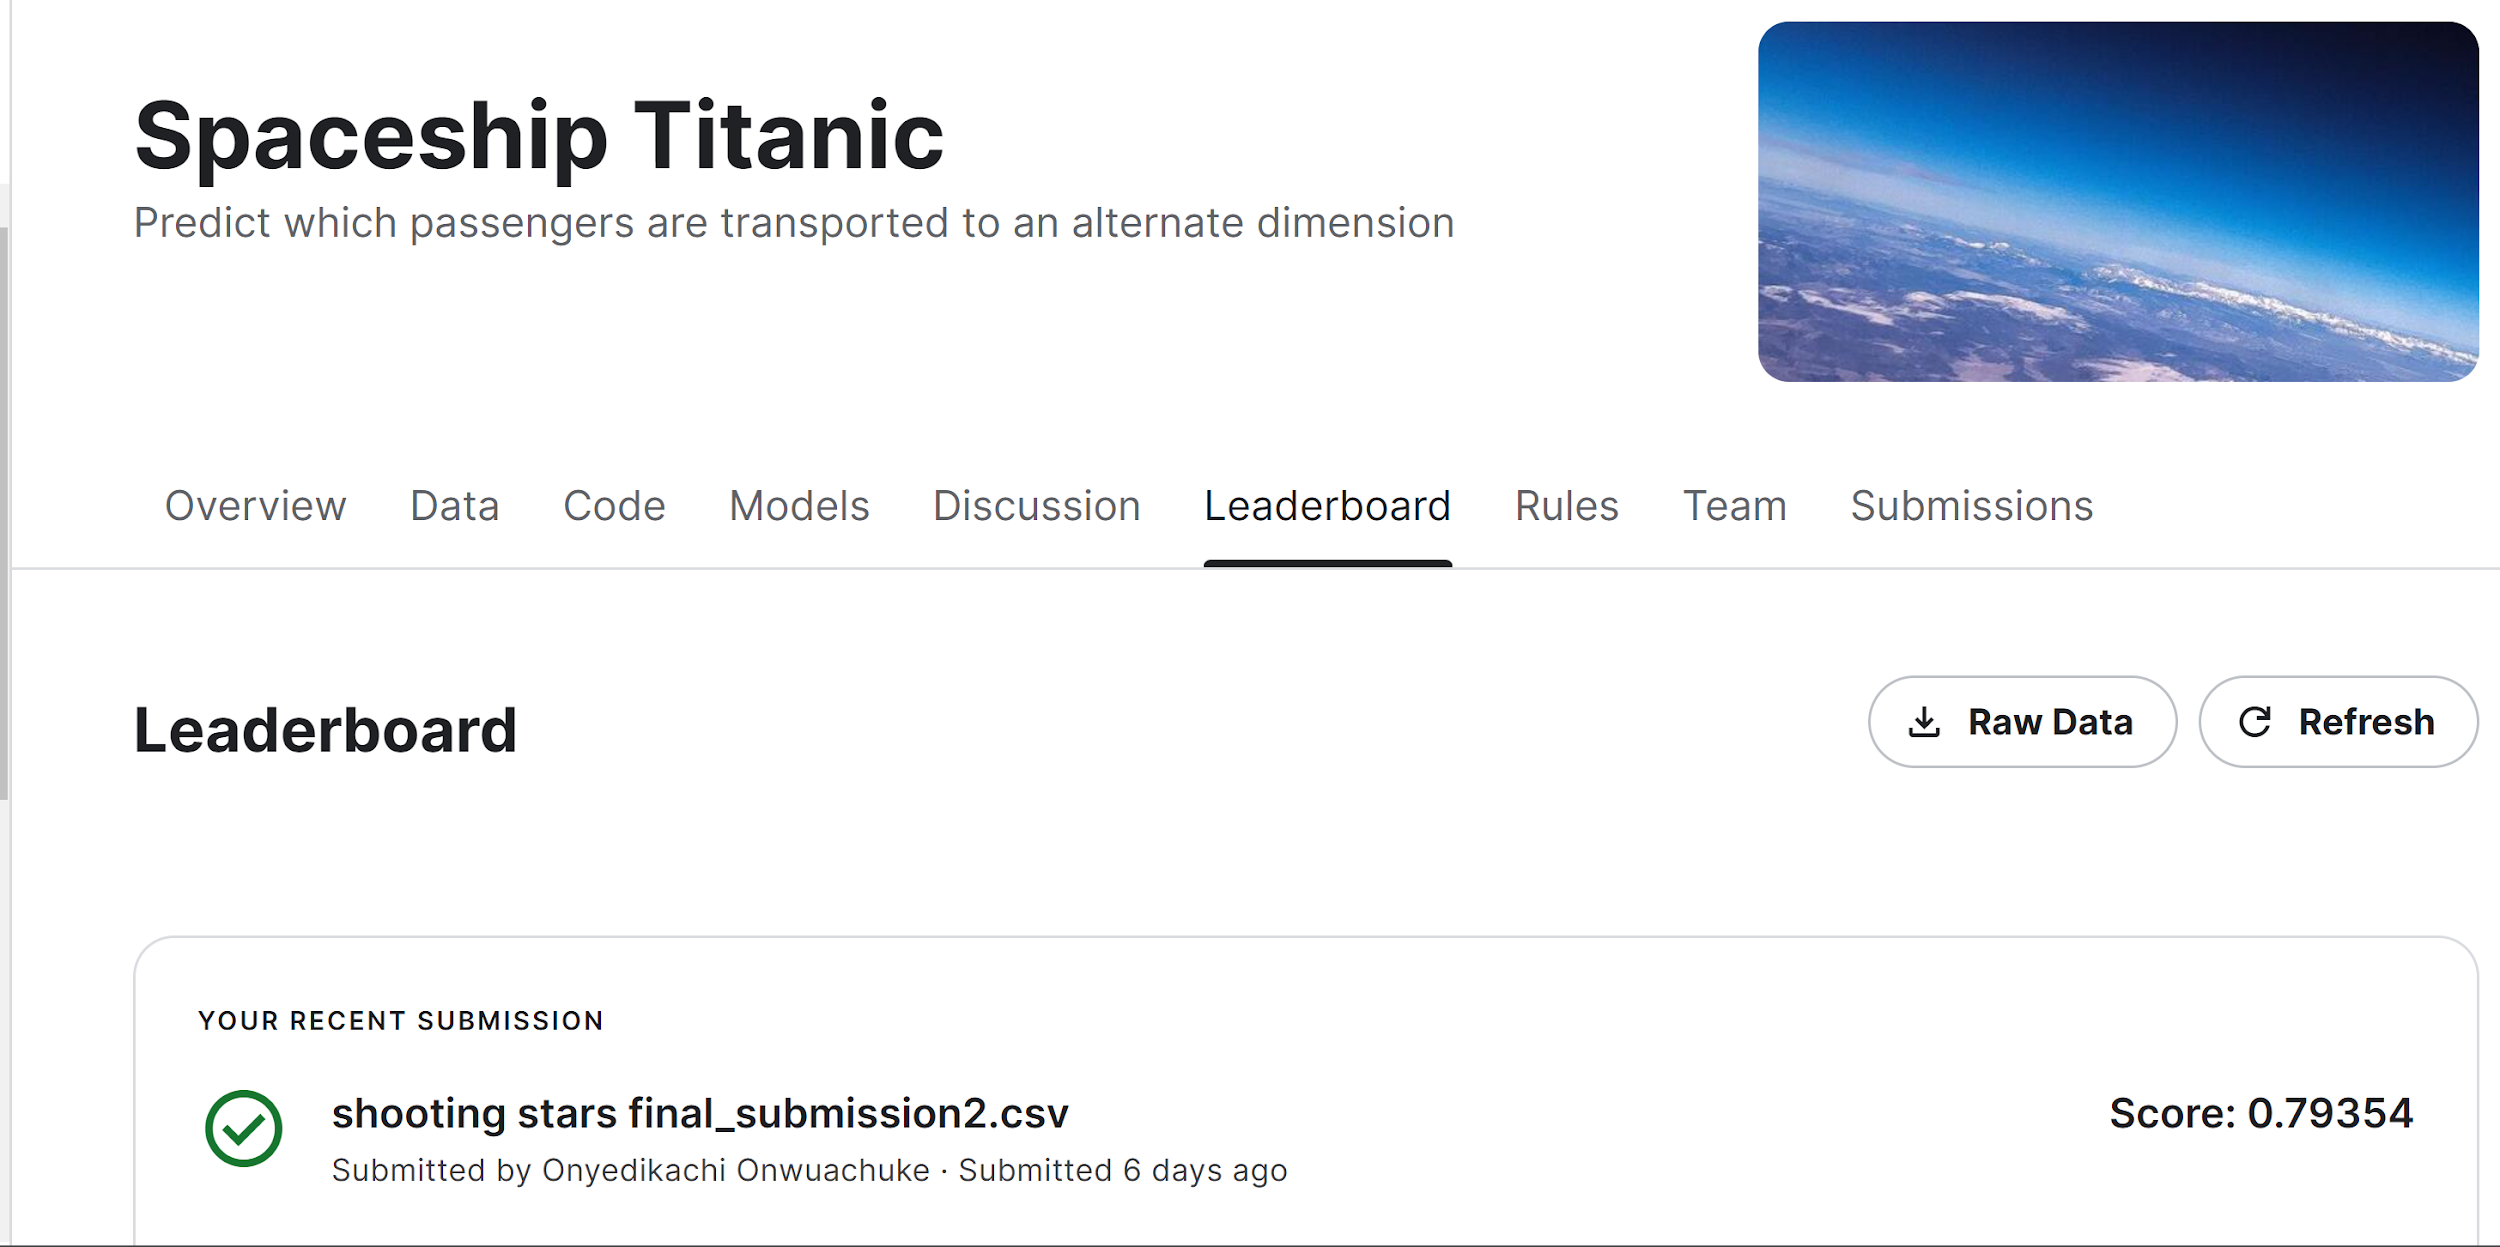 Spaceship Titanic
Predict which passengers are transported to an alternate dimension
Overview Data Code Models Discussion Leaderboard Rules Team Submissions
Leaderboard
Raw Data Refresh
YOUR RECENT SUBMISSION
shooting stars final_submission2.csv Score: 0.79354
Submitted by Onyedikachi Onwuachuke · Submitted 6 days ago